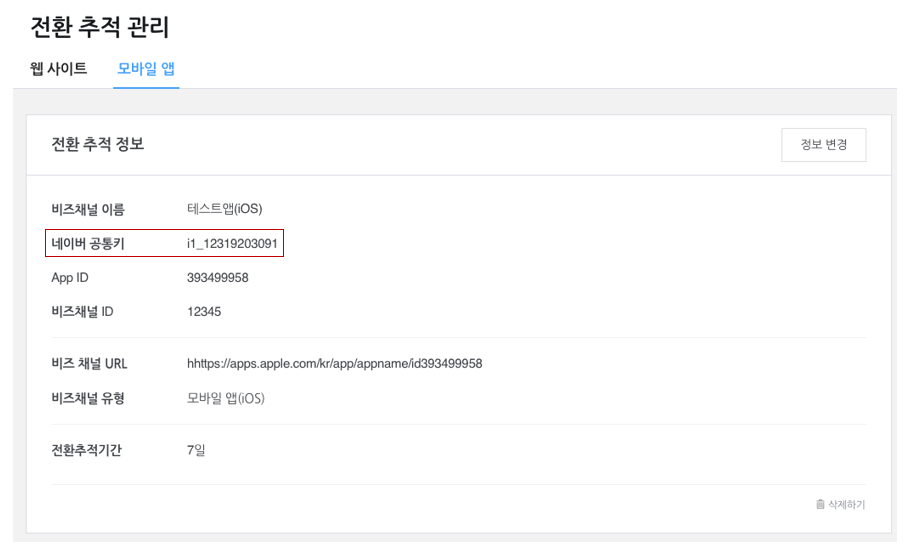 전환 추적 관리
웹 사이트 모바일 앱
전환 추적 정보 정보 변경
비즈채널 이름 테스트앱(iOS)
네이버 공통키 i1_12319203091
App ID 393499958
비즈채널 ID 12345
비즈 채널 URL hhttps://apps.apple.com/kr/app/appname/id393499958
비즈채널 유형 모바일 앱(iOS)
전환추적기간 7일
삭제하기